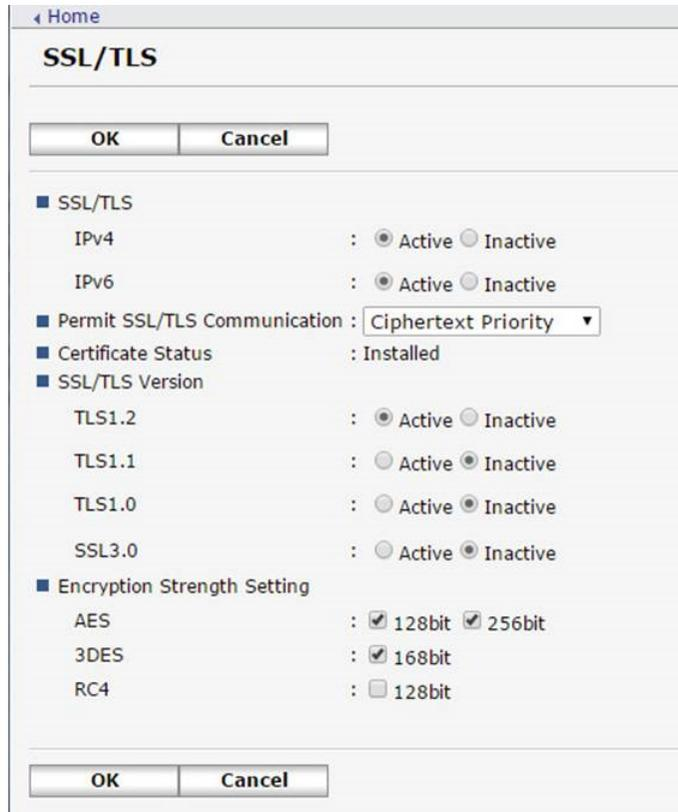 Home
SSL/TLS
OK Cancel
SSL/TLS
IPv4 : Active Inactive
IPv6 : Active Inactive
Permit SSL/TLS Communication : Ciphertext Priority
Certificate Status : Installed
SSL/TLS Version
TLS1.2 : Active Inactive
TLS1.1 : Active Inactive
TLS1.0 : Active Inactive
SSL3.0 : Active Inactive
Encryption Strength Setting
AES : 128bit 256bit
3DES : 168bit
RC4 : 128bit
OK Cancel